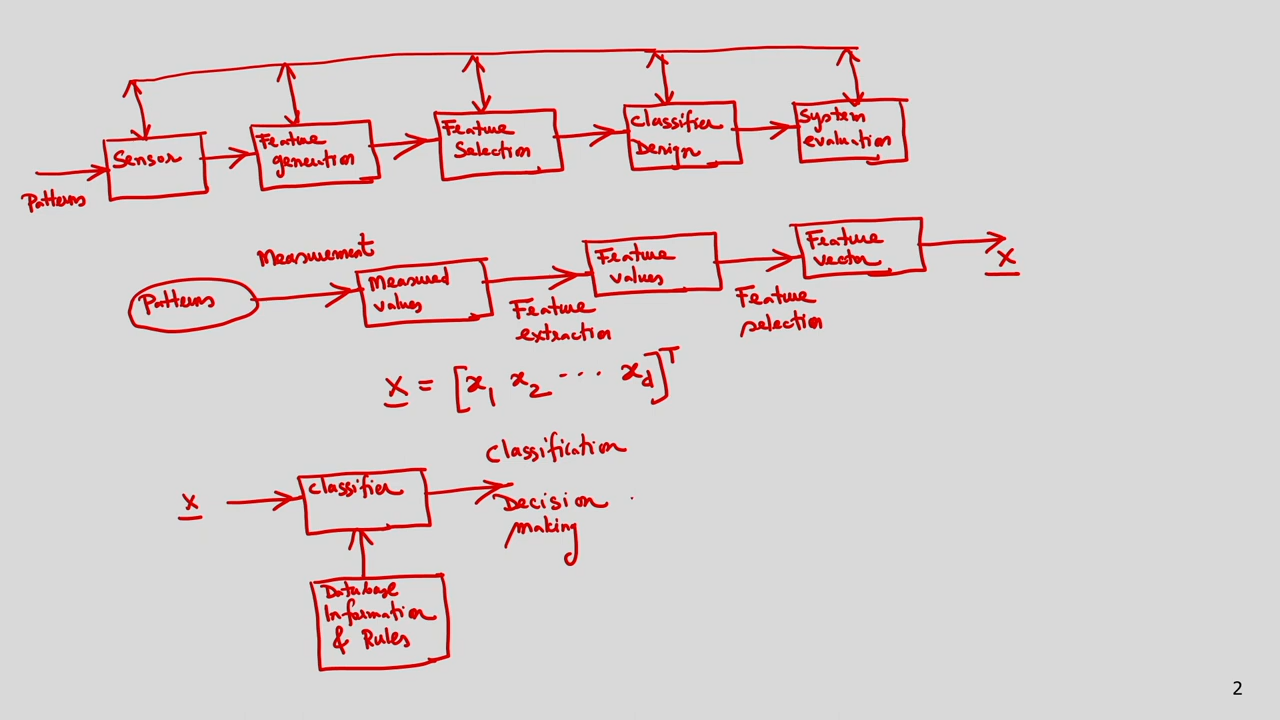 Patterns
Sensor
Feature
generation
Feature
Selection
Classifier
Design
System
evaluation
Measurement
Patterns
Measured
values
Feature
extraction
Feature
values
Feature
selection
Feature
vector
X
X = [x1 x2 ... xd]^T
X
Classifier
Classification
Decision
making
Database
Information
& Rules
2